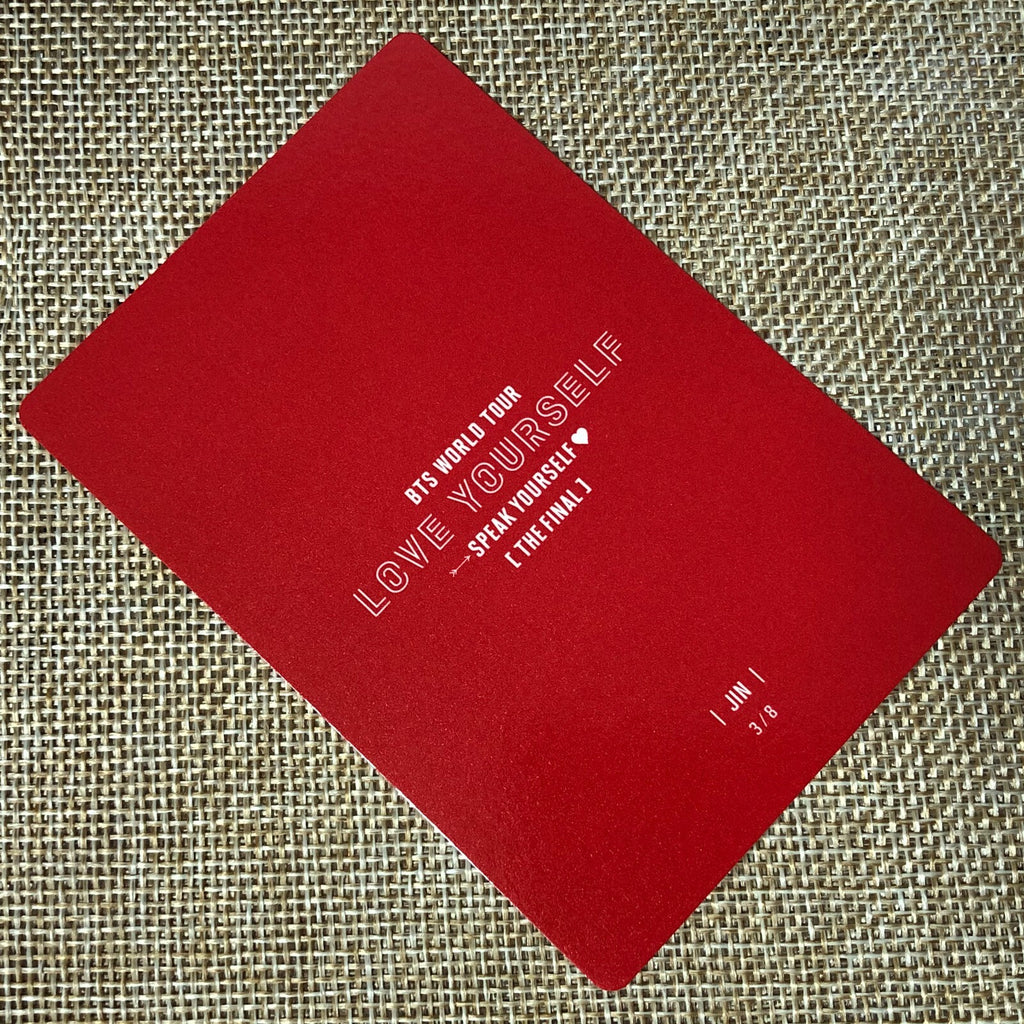 BTS WORLD TOUR
LOVE YOURSELF
SPEAK YOURSELF
[ THE FINAL ]
| JIN |
3/8